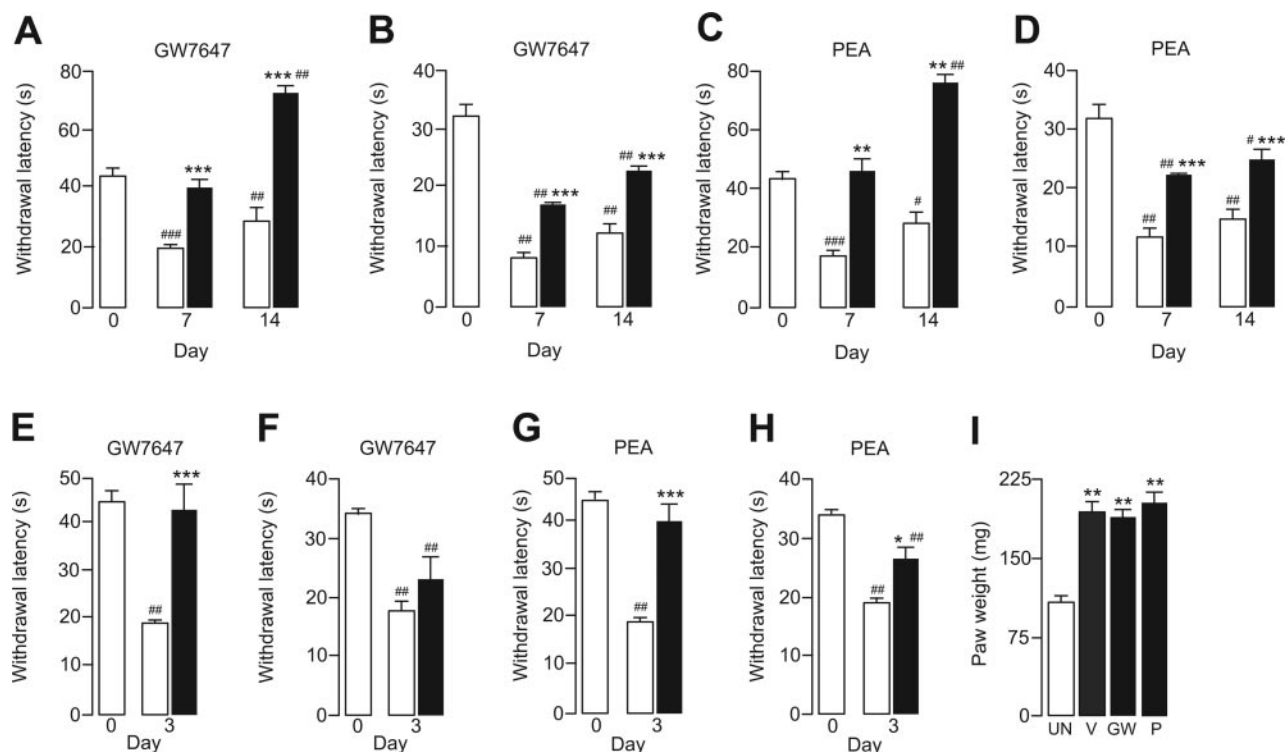 A
GW7647
Withdrawal latency (s)
80
60
40
20
0
###
***
##
*** ##
0
7
14
Day
B
GW7647
Withdrawal latency (s)
40
30
20
10
0
##
## ***
##
## ***
0
7
14
Day
C
PEA
Withdrawal latency (s)
80
60
40
20
0
###
**
#
** ##
0
7
14
Day
D
PEA
Withdrawal latency (s)
40
30
20
10
0
##
## ***
##
# ***
0
7
14
Day
E
GW7647
Withdrawal latency (s)
50
40
40
20
50
0
##
***
0
3
Day
F
GW7647
Withdrawal latency (s)
40
30
20
30
0
##
##
0
3
Day
G
PEA
Withdrawal latency (s)
50
40
40
20
50
0
##
***
0
3
Day
H
PEA
Withdrawal latency (s)
40
30
20
30
0
##
* ##
0
3
Day
I
Paw weight (mg)
225
150
75
0
**
**
**
UN
V
GW
P